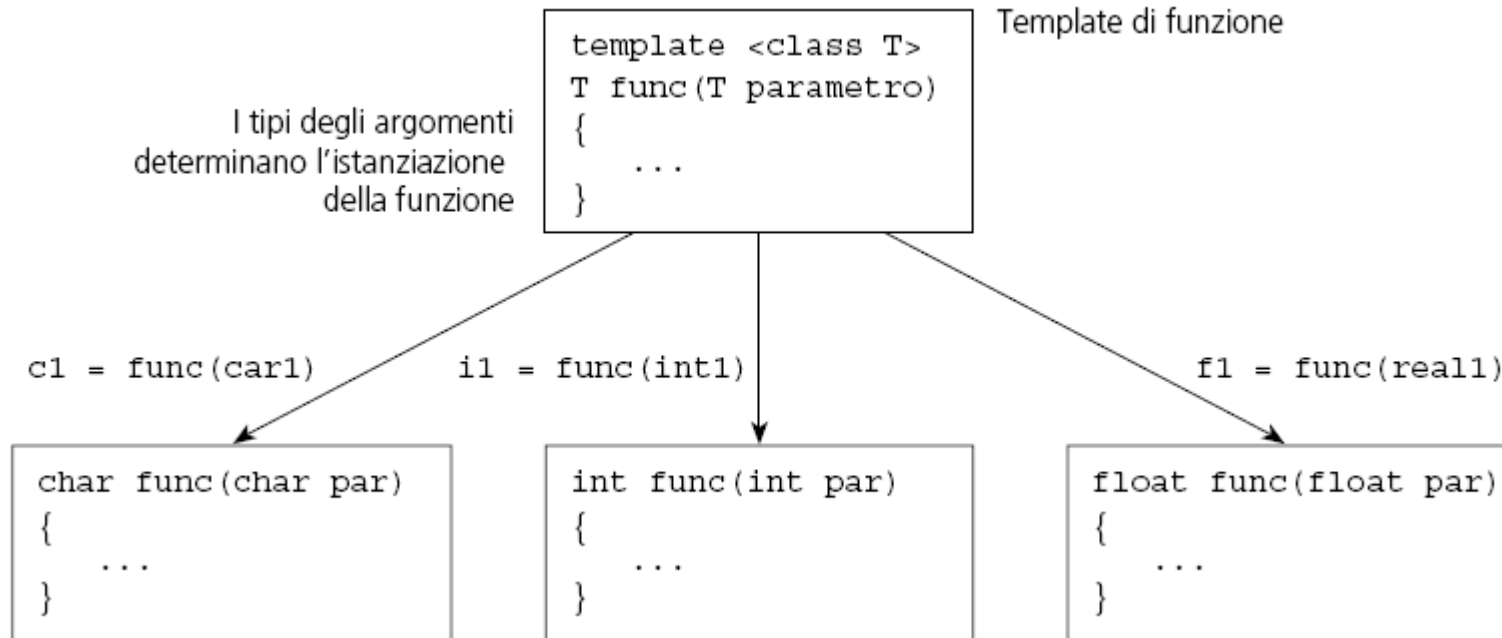 Template di funzione
template <class T>
T func(T parametro)
{
...
}
I tipi degli argomenti
determinano l'istanziazione
della funzione
c1 = func(car1)
i1 = func(int1)
f1 = func(real1)
char func(char par)
{
...
}
int func(int par)
{
...
}
float func(float par)
{
...
}